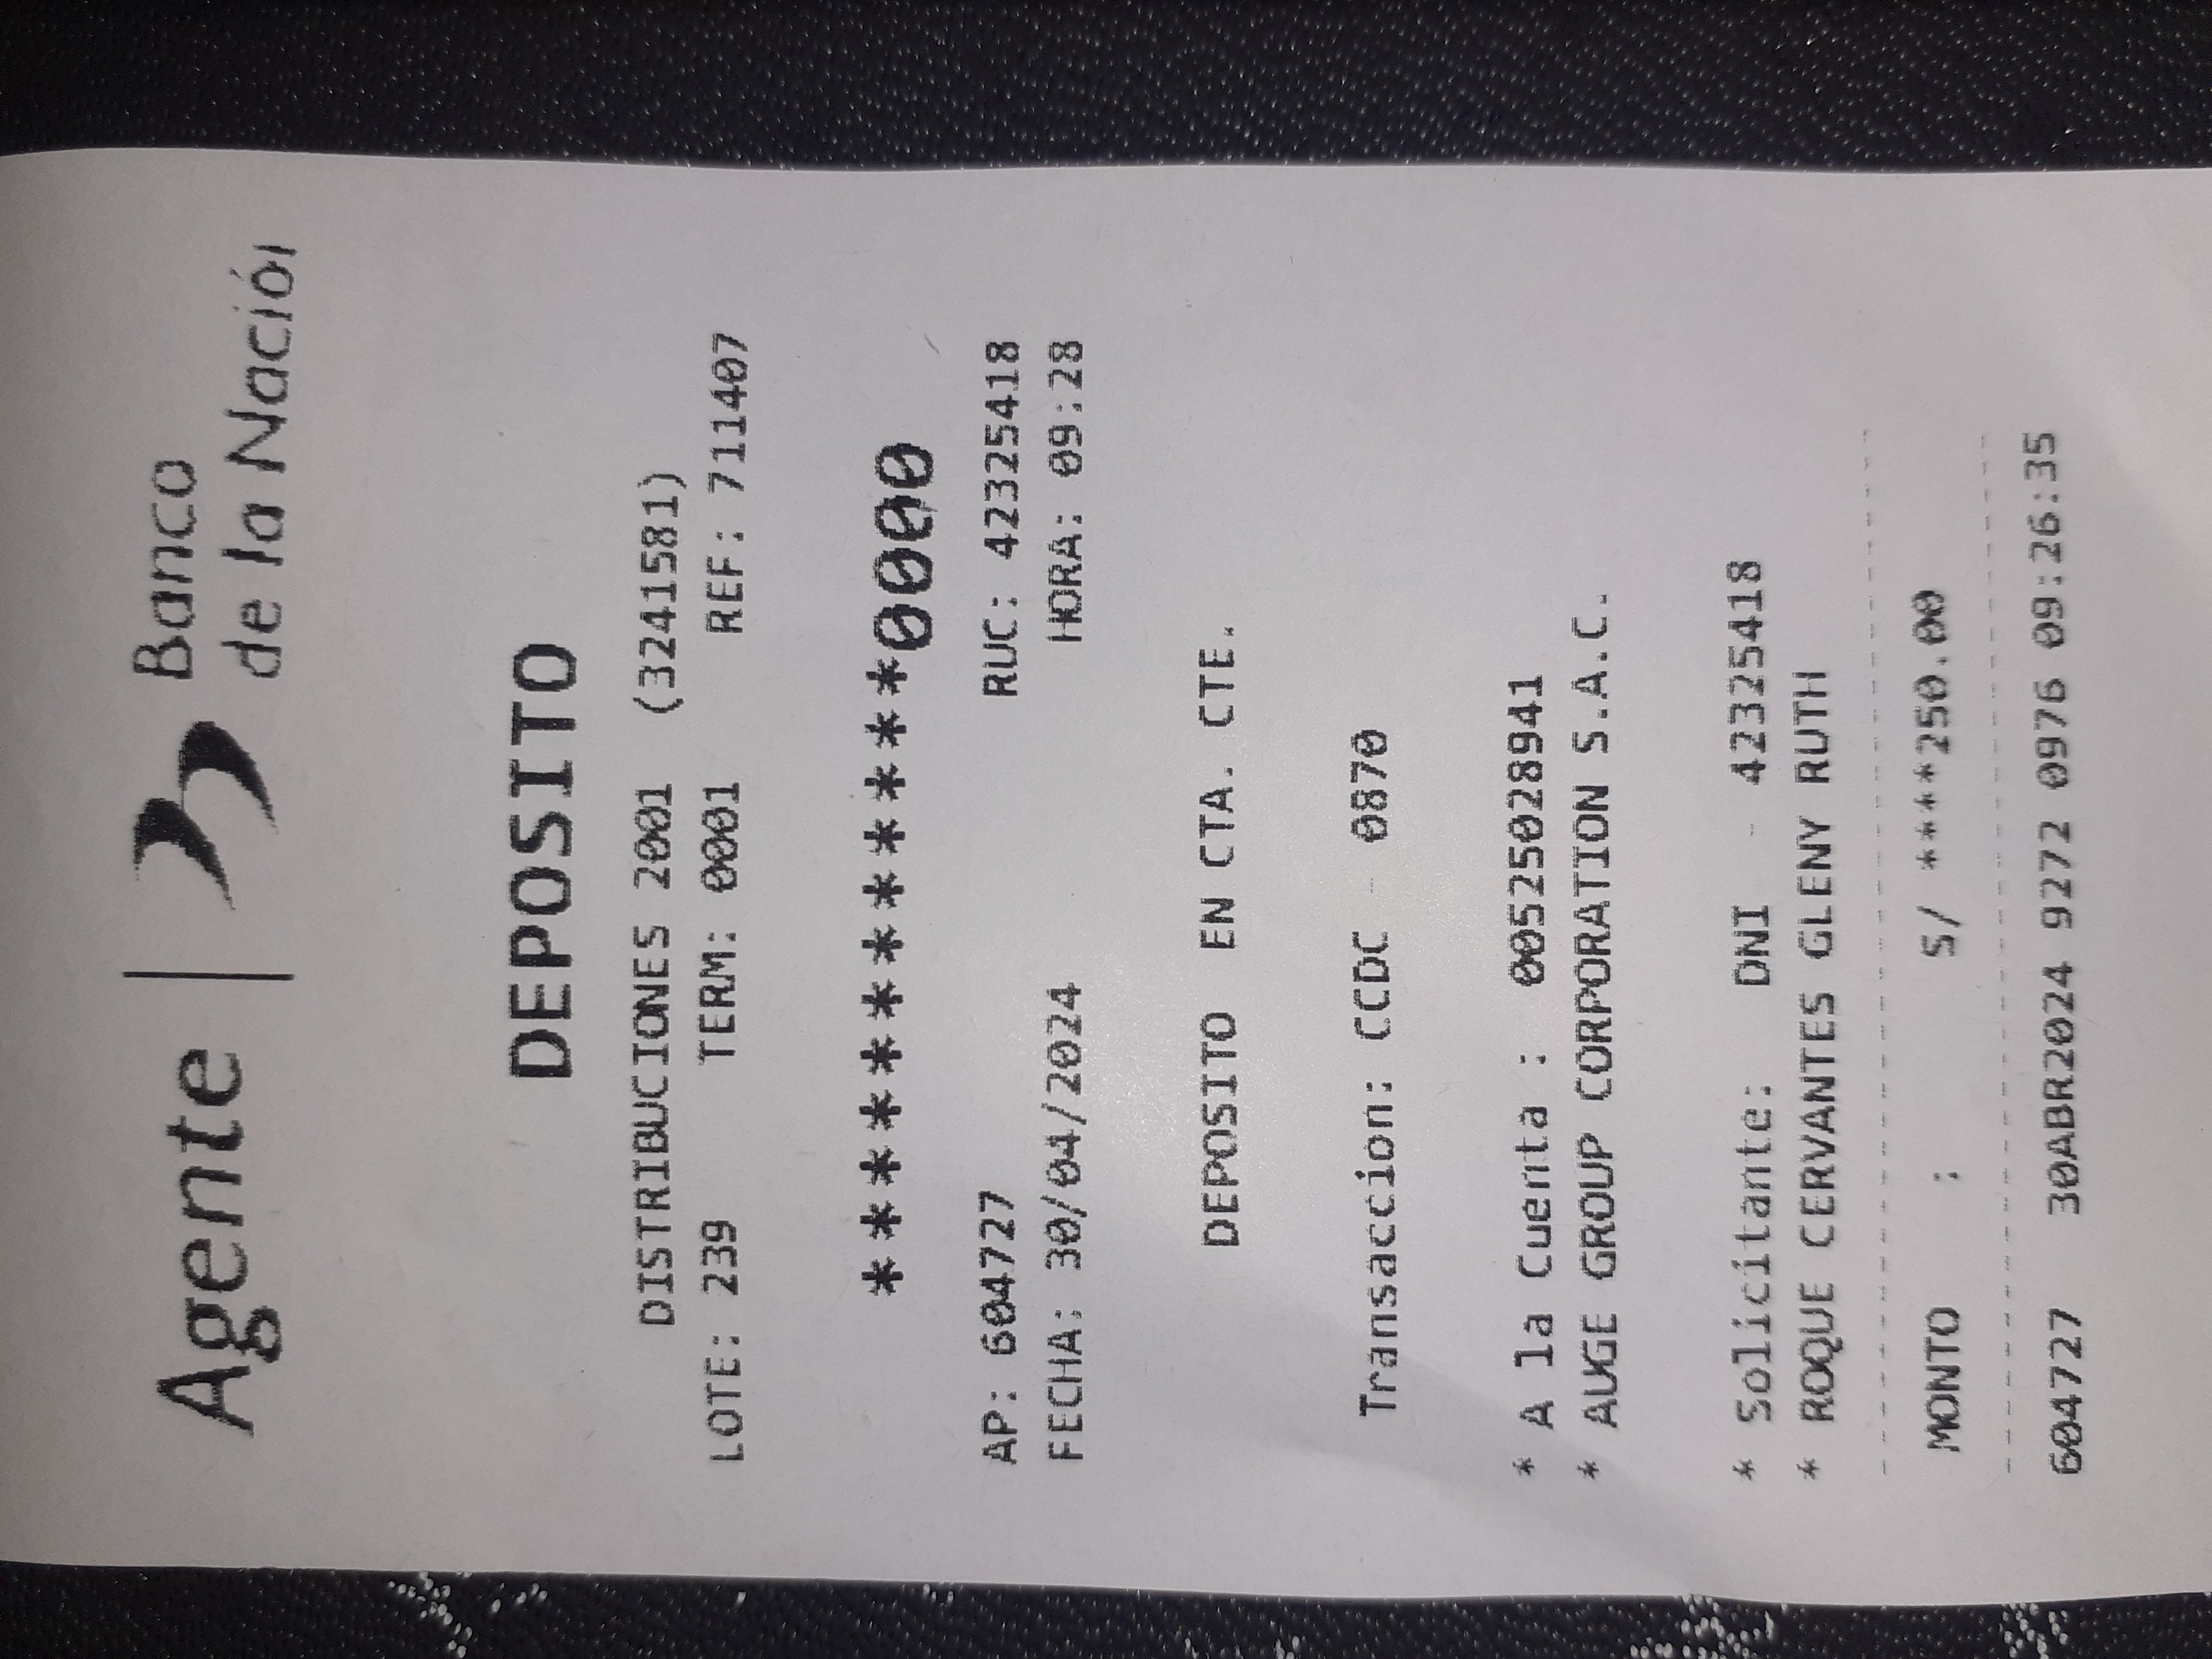 Agente | Banco
de la Nación
DEPOSITO
DISTRIBUCIONES 2001 (32415581)
LOTE: 239 TERM: 0001 REF: 711407
************0000
AP: 604727 RUC: 42325418
FECHA: 30/04/2024 HORA: 09:28
DEPOSITO EN CTA. CTE.
Transaccion: CCDC - 0870
* A la Cuenta : 00525028941
* AUGE GROUP CORPORATION S.A.C.
* Solicitante: DNI - 42325418
* ROQUE CERVANTES GLENY RUTH
--------------------------------
MONTO : S/ ****250.00
--------------------------------
604727 30ABR2024 9272 0976 09:26:35